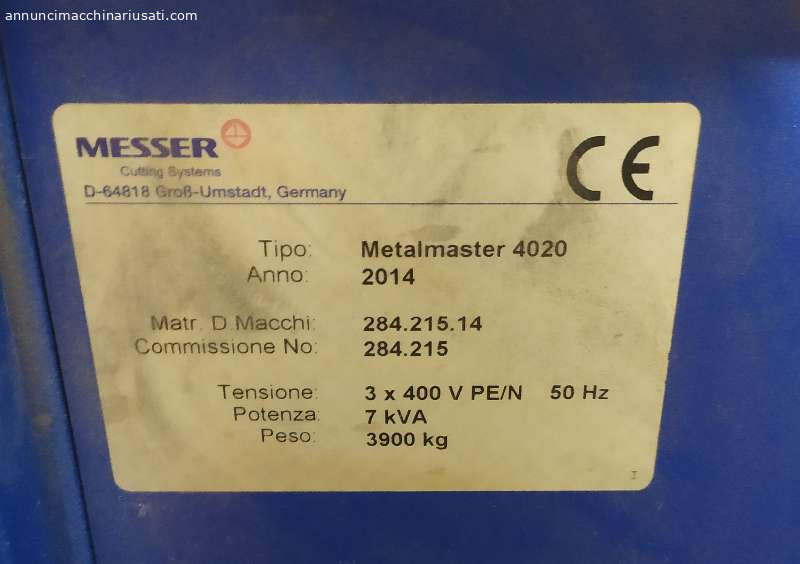 annuncimacchinariusati.com
MESSER
Cutting Systems
D-64818 Groß-Umstadt, Germany
CE
Tipo: Metalmaster 4020
Anno: 2014
Matr. D.Macchi: 284.215.14
Commissione No: 284.215
Tensione: 3 x 400 V PE/N 50 Hz
Potenza: 7 kVA
Peso: 3900 kg
I